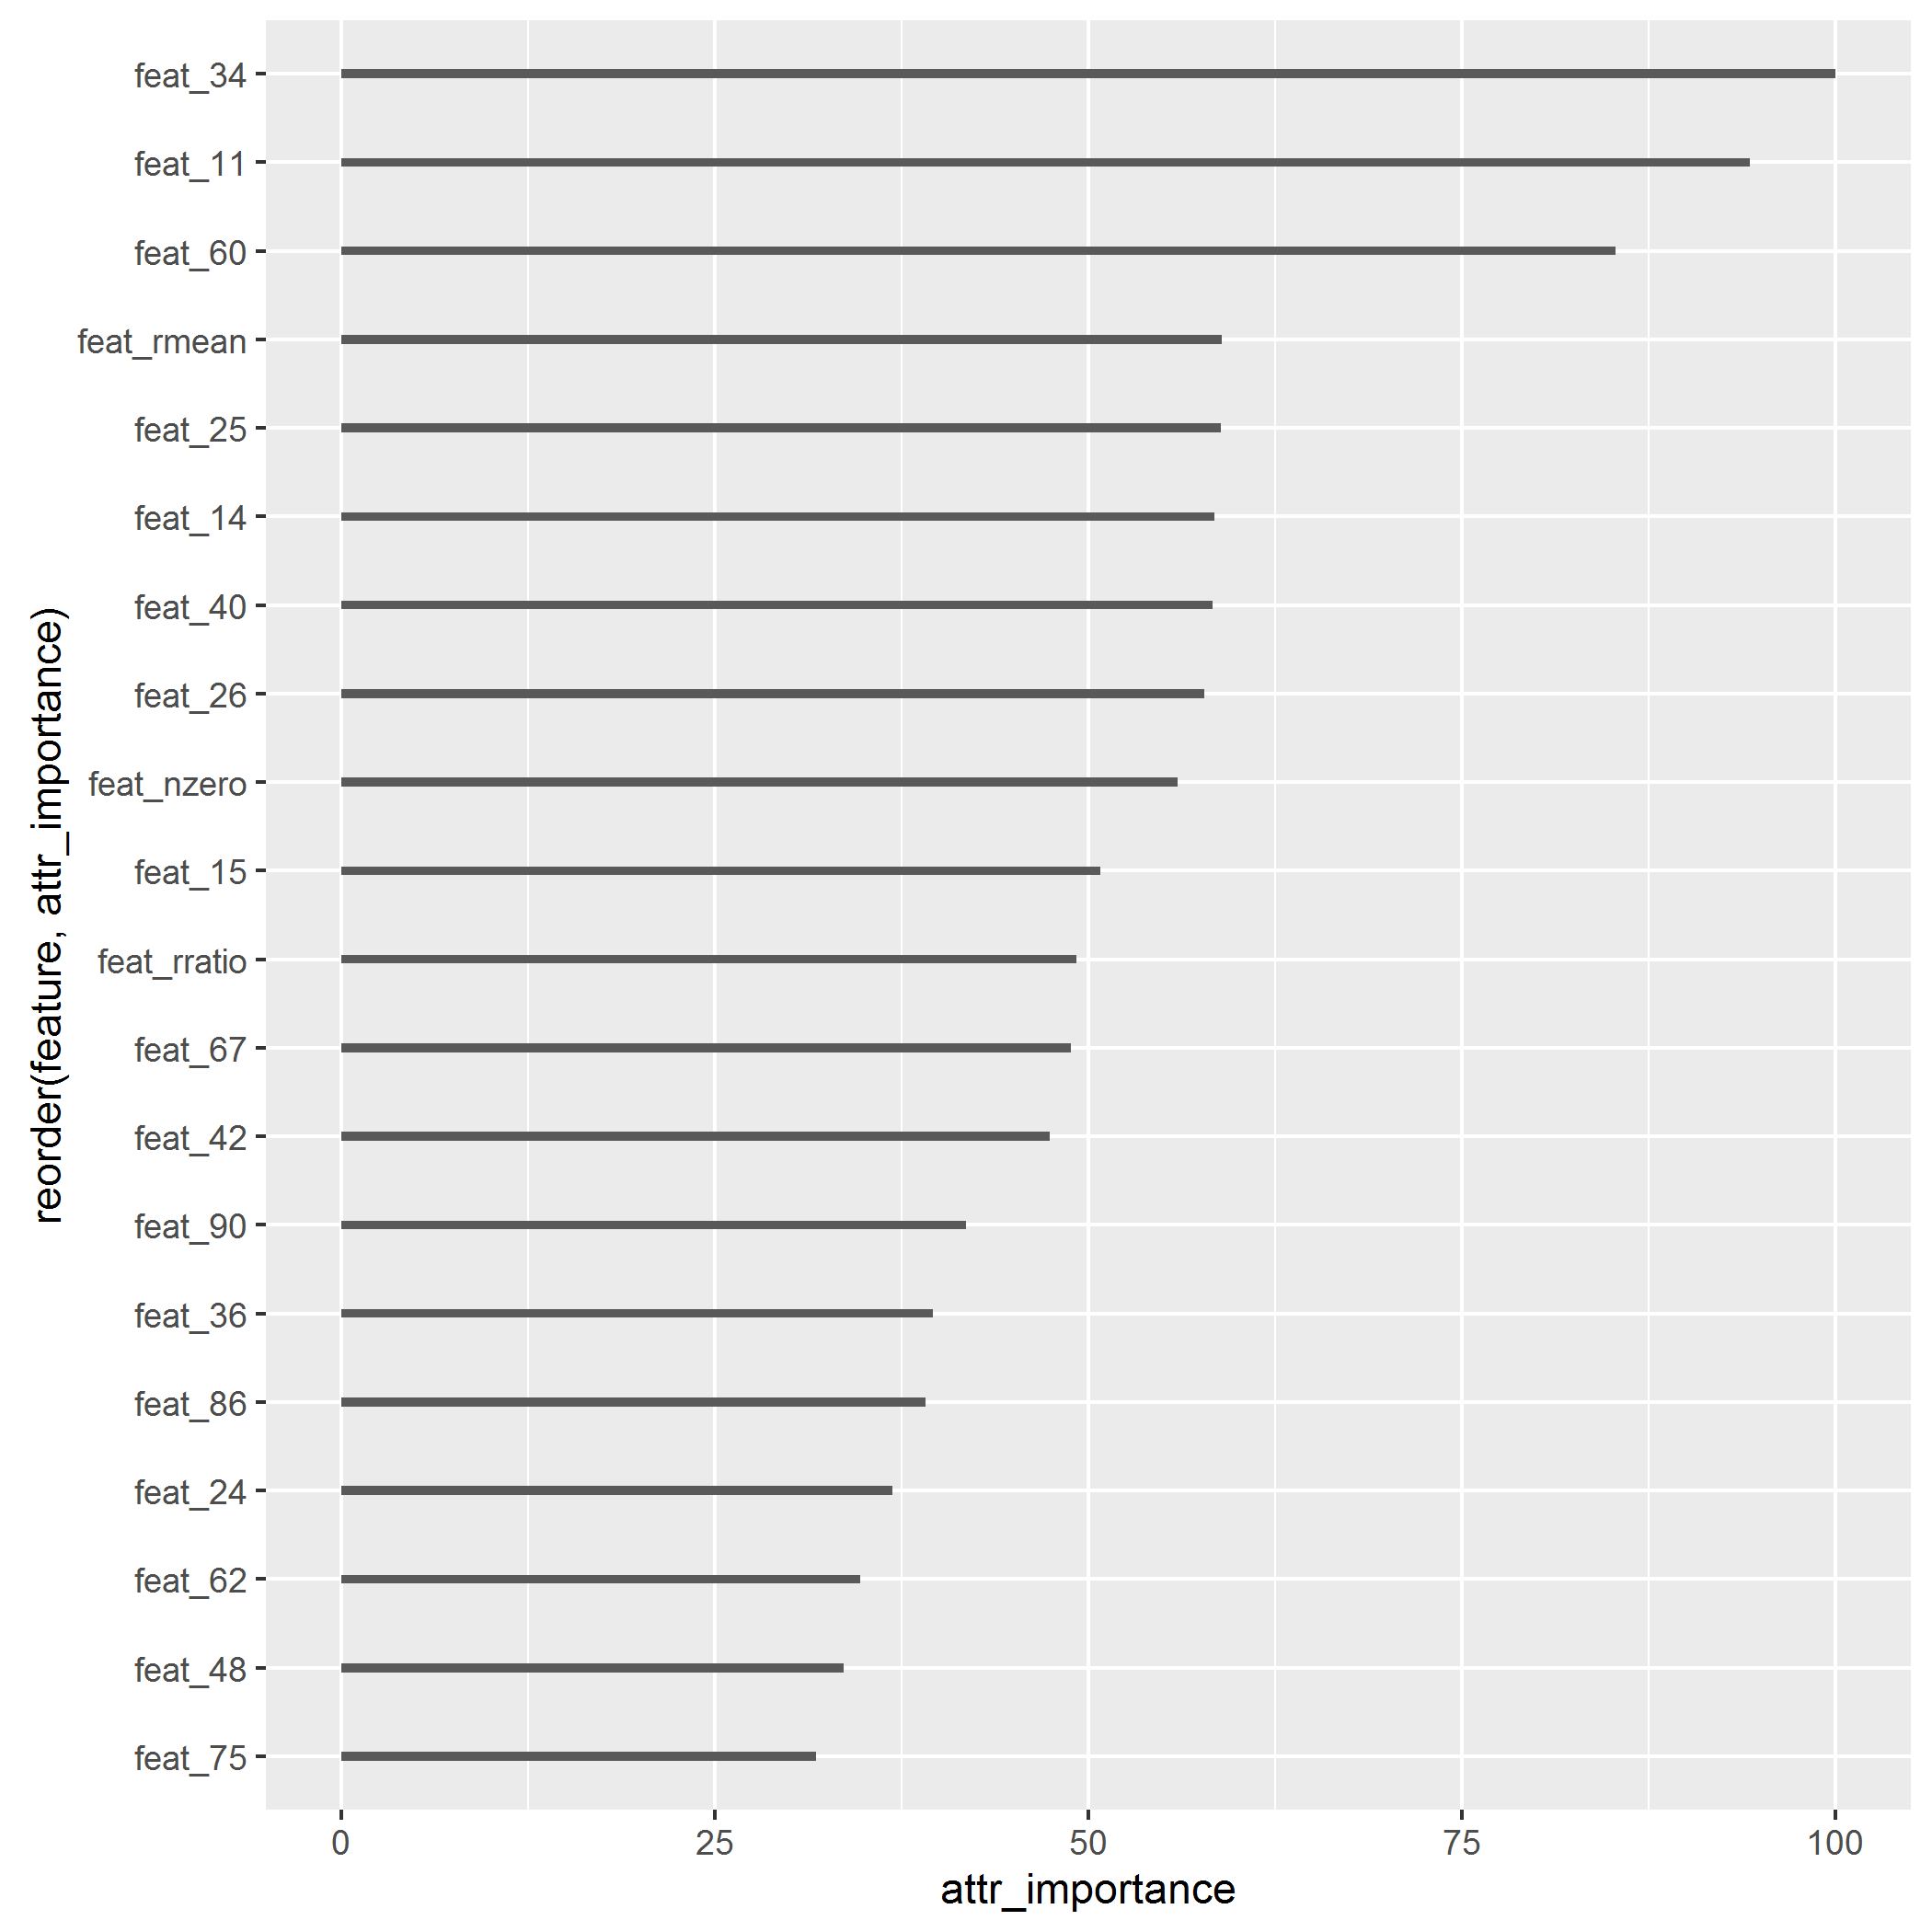 feat_34
feat_11
feat_60
feat_rmean
feat_25
feat_14
feat_40
feat_26
feat_nzero
feat_15
feat_rratio
feat_67
feat_42
feat_90
feat_36
feat_86
feat_24
feat_62
feat_48
feat_75
reorder(feature, attr_importance)
0 25 50 75 100
attr_importance